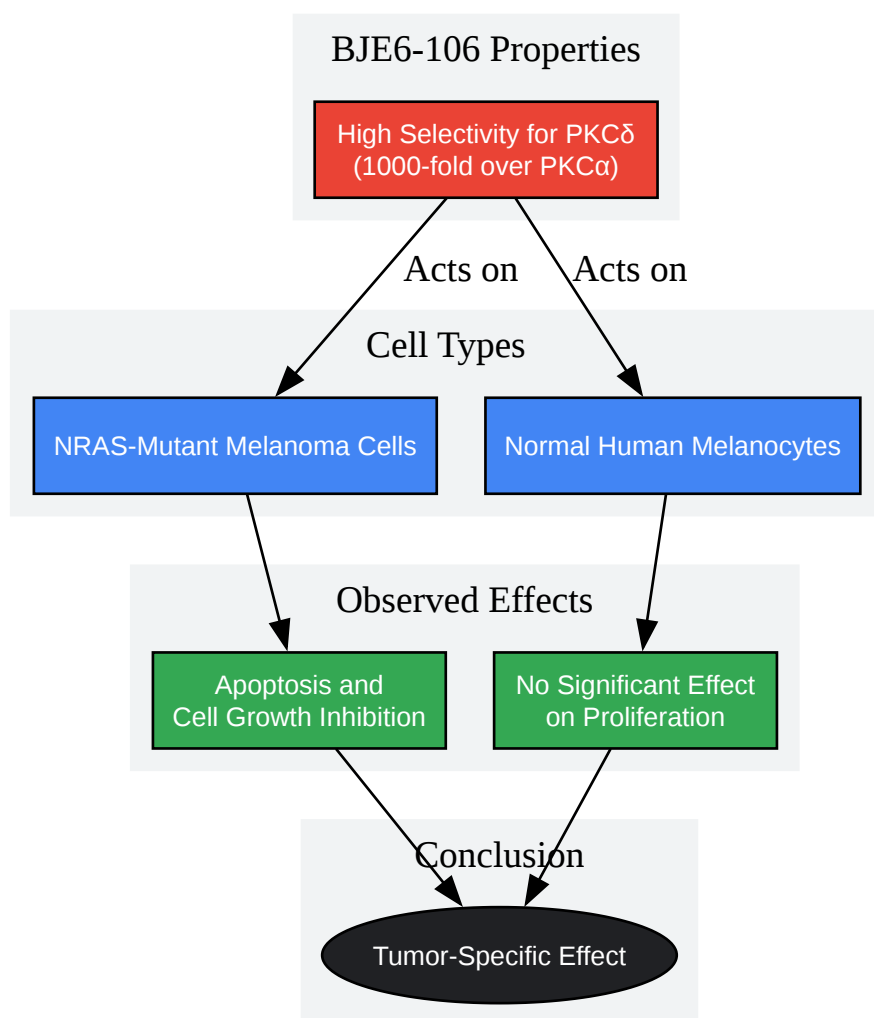 BJE6-106 Properties
High Selectivity for PKCδ
(1000-fold over PKCα)
Acts on
Acts on
Cell Types
NRAS-Mutant Melanoma Cells
Normal Human Melanocytes
Observed Effects
Apoptosis and
Cell Growth Inhibition
No Significant Effect
on Proliferation
Conclusion
Tumor-Specific Effect